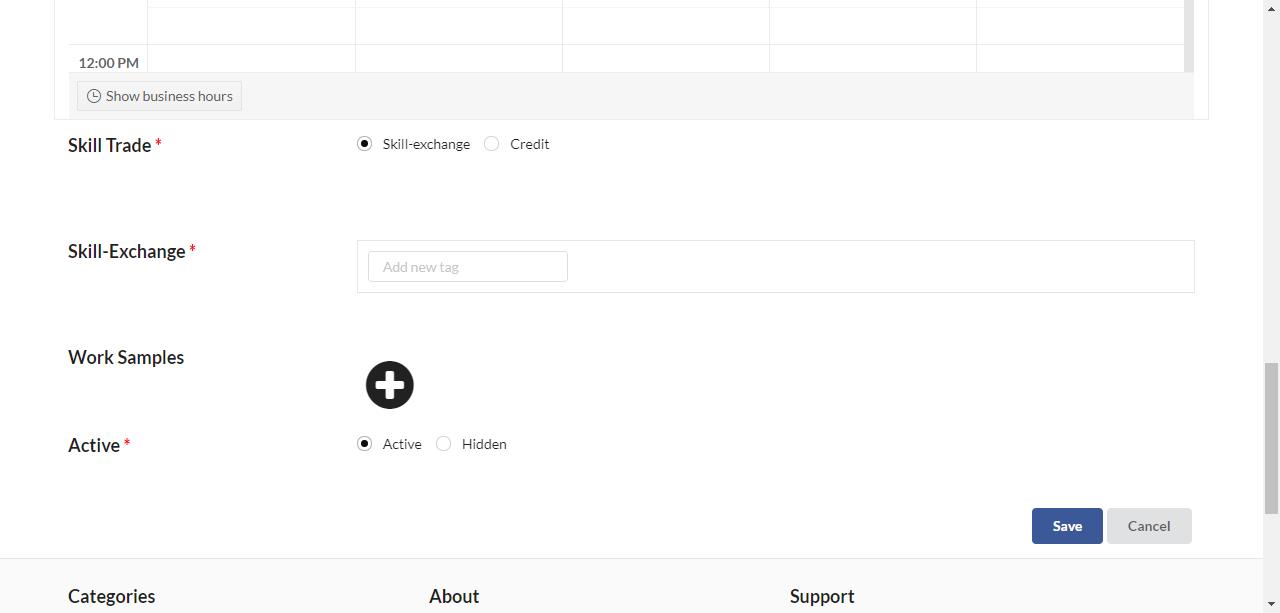 12:00 PM
Show business hours
Skill Trade *
Skill-exchange
Credit
Skill-Exchange *
Add new tag
Work Samples
Active *
Active
Hidden
Save
Cancel
Categories
About
Support